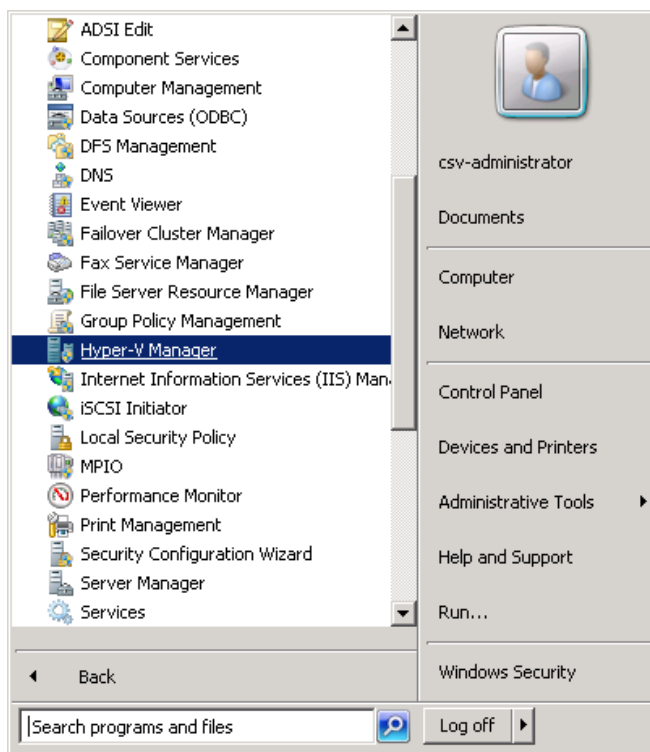 ADSI Edit
Component Services
Computer Management
Data Sources (ODBC)
DFS Management
DNS
Event Viewer
Failover Cluster Manager
Fax Service Manager
File Server Resource Manager
Group Policy Management
Hyper-V Manager
Internet Information Services (IIS) Man
iSCSI Initiator
Local Security Policy
MPIO
Performance Monitor
Print Management
Security Configuration Wizard
Server Manager
Services
Back
Search programs and files
csv-administrator
Documents
Computer
Network
Control Panel
Devices and Printers
Administrative Tools
Help and Support
Run...
Windows Security
Log off